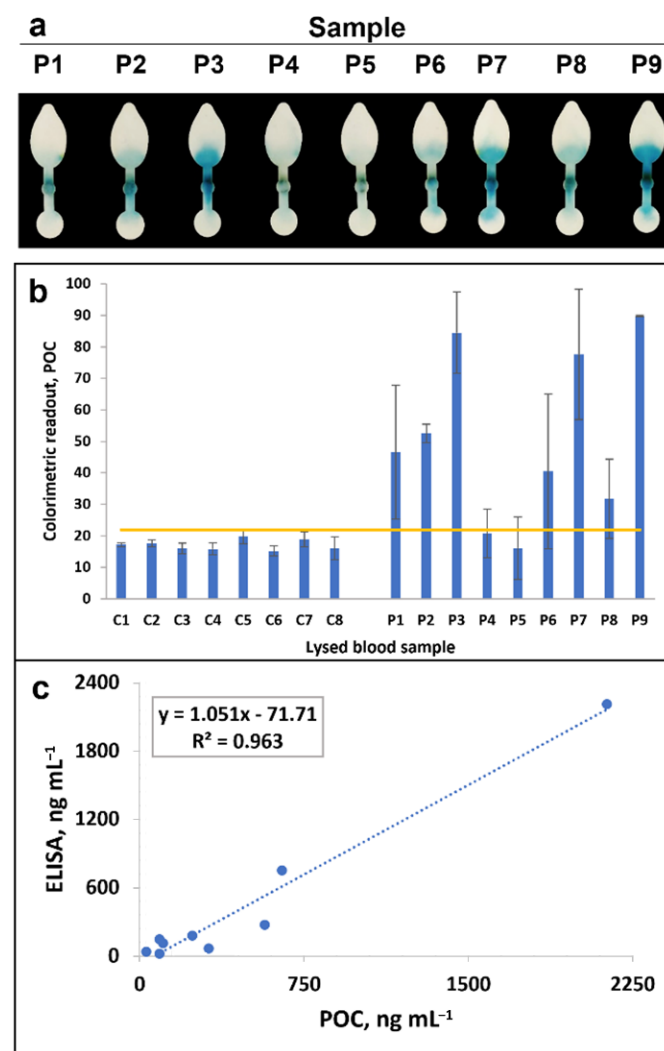 a
Sample
P1 P2 P3 P4 P5 P6 P7 P8 P9
b
Colorimetric readout, POC
100
90
80
70
60
50
40
30
20
10
0
C1 C2 C3 C4 C5 C6 C7 C8 P1 P2 P3 P4 P5 P6 P7 P8 P9
Lysed blood sample
c
y = 1.051x - 71.71
R² = 0.963
ELISA, ng mL⁻¹
2400
1800
1200
600
0
0 750 1500 2250
POC, ng mL⁻¹